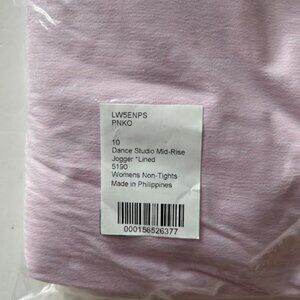 LW5ENPS
PNKO
10
Dance Studio Mid-Rise
Jogger *Lined
5190
Womens Non-Tights
Made in Philippines
000156526377